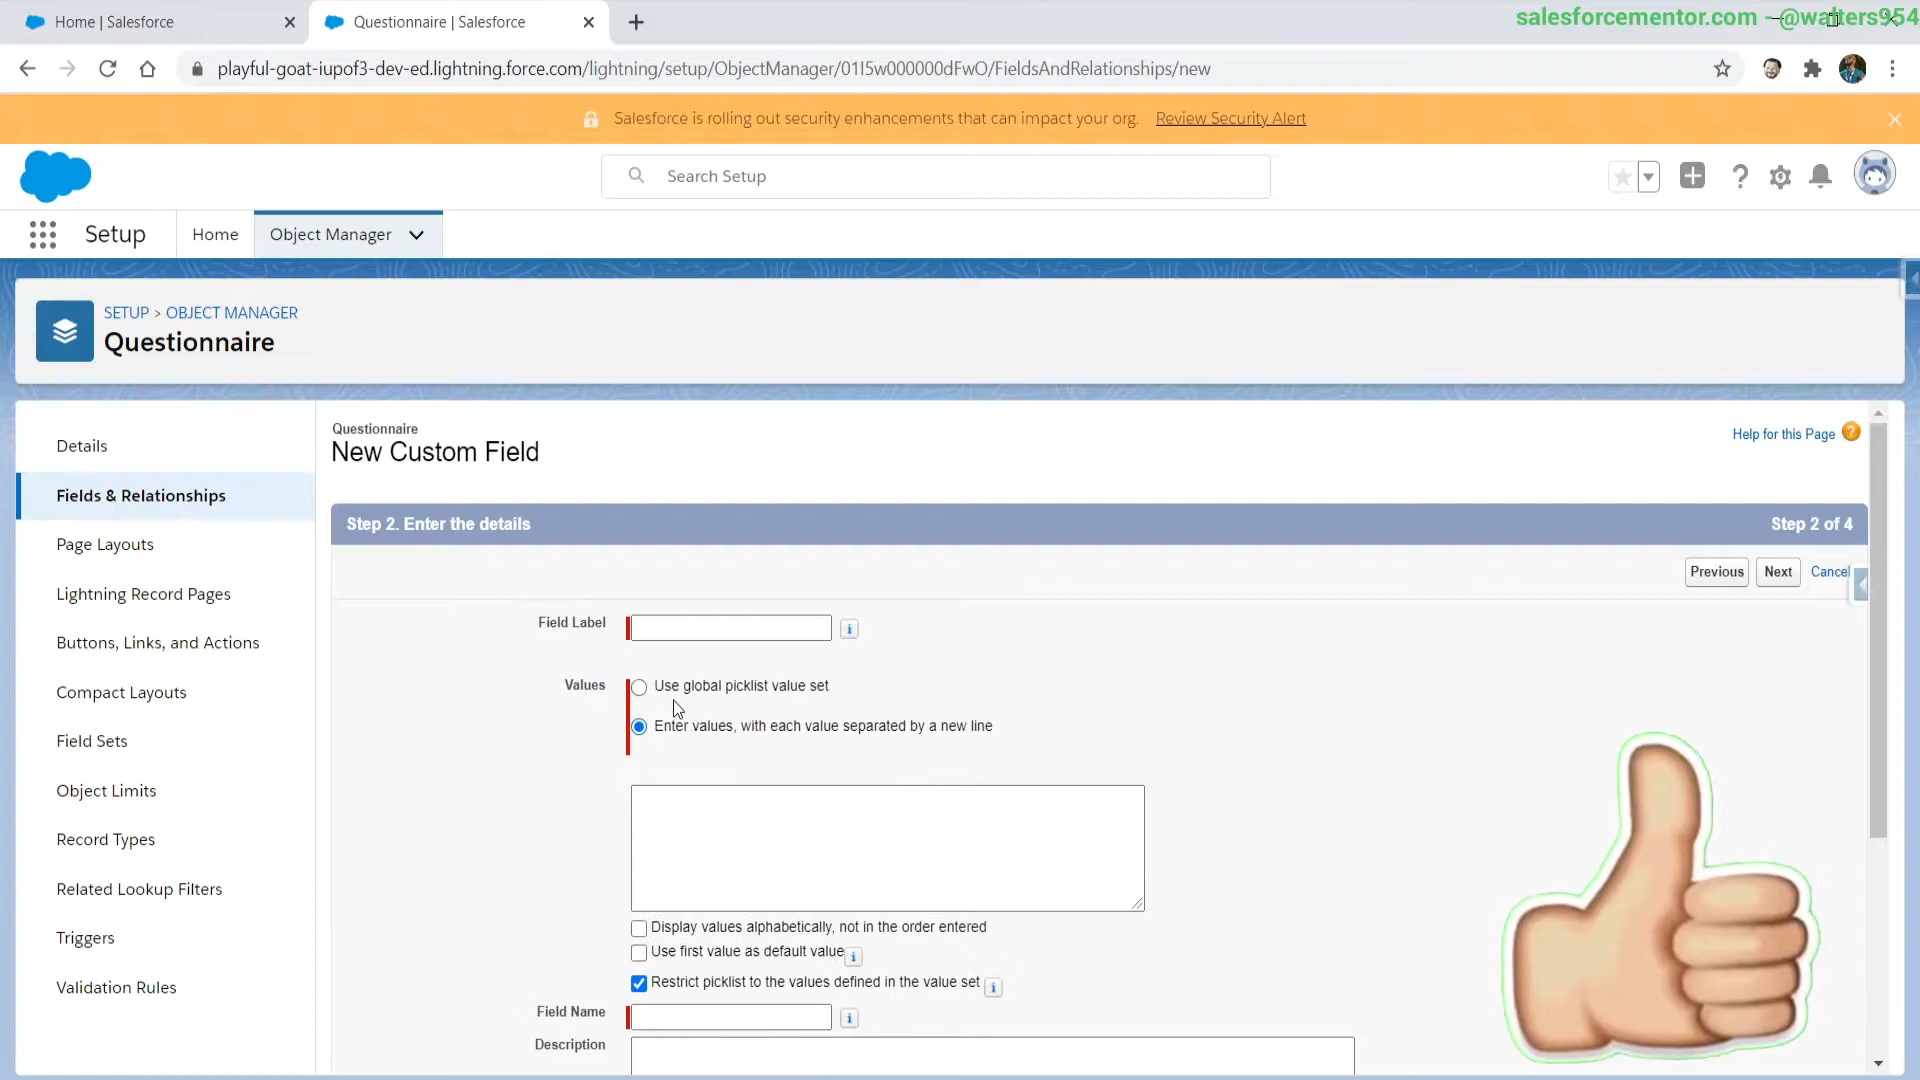 Home | Salesforce
Questionnaire | Salesforce
salesforcementor.com - @walters954
playful-goat-iupof3-dev-ed.lightning.force.com/lightning/setup/ObjectManager/01I5w000000dFwO/FieldsAndRelationships/new
Salesforce is rolling out security enhancements that can impact your org. Review Security Alert
Search Setup
Setup
Home
Object Manager
SETUP > OBJECT MANAGER
Questionnaire
Details
Fields & Relationships
Page Layouts
Lightning Record Pages
Buttons, Links, and Actions
Compact Layouts
Field Sets
Object Limits
Record Types
Related Lookup Filters
Triggers
Validation Rules
Questionnaire
New Custom Field
Help for this Page
Step 2. Enter the details
Step 2 of 4
Previous
Next
Cancel
Field Label
Values
Use global picklist value set
Enter values, with each value separated by a new line
Display values alphabetically, not in the order entered
Use first value as default value
Restrict picklist to the values defined in the value set
Field Name
Description